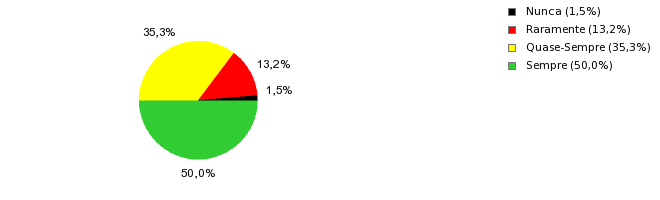 35,3%
13,2%
1,5%
50,0%
Nunca (1,5%)
Raramente (13,2%)
Quase-Sempre (35,3%)
Sempre (50,0%)